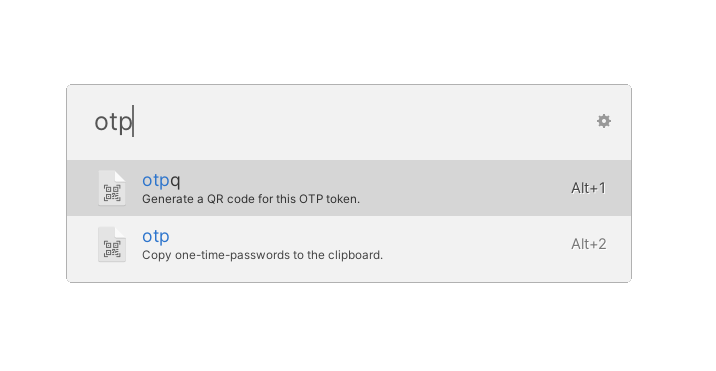 otp
otpq
Generate a QR code for this OTP token.
Alt+1
otp
Copy one-time-passwords to the clipboard.
Alt+2